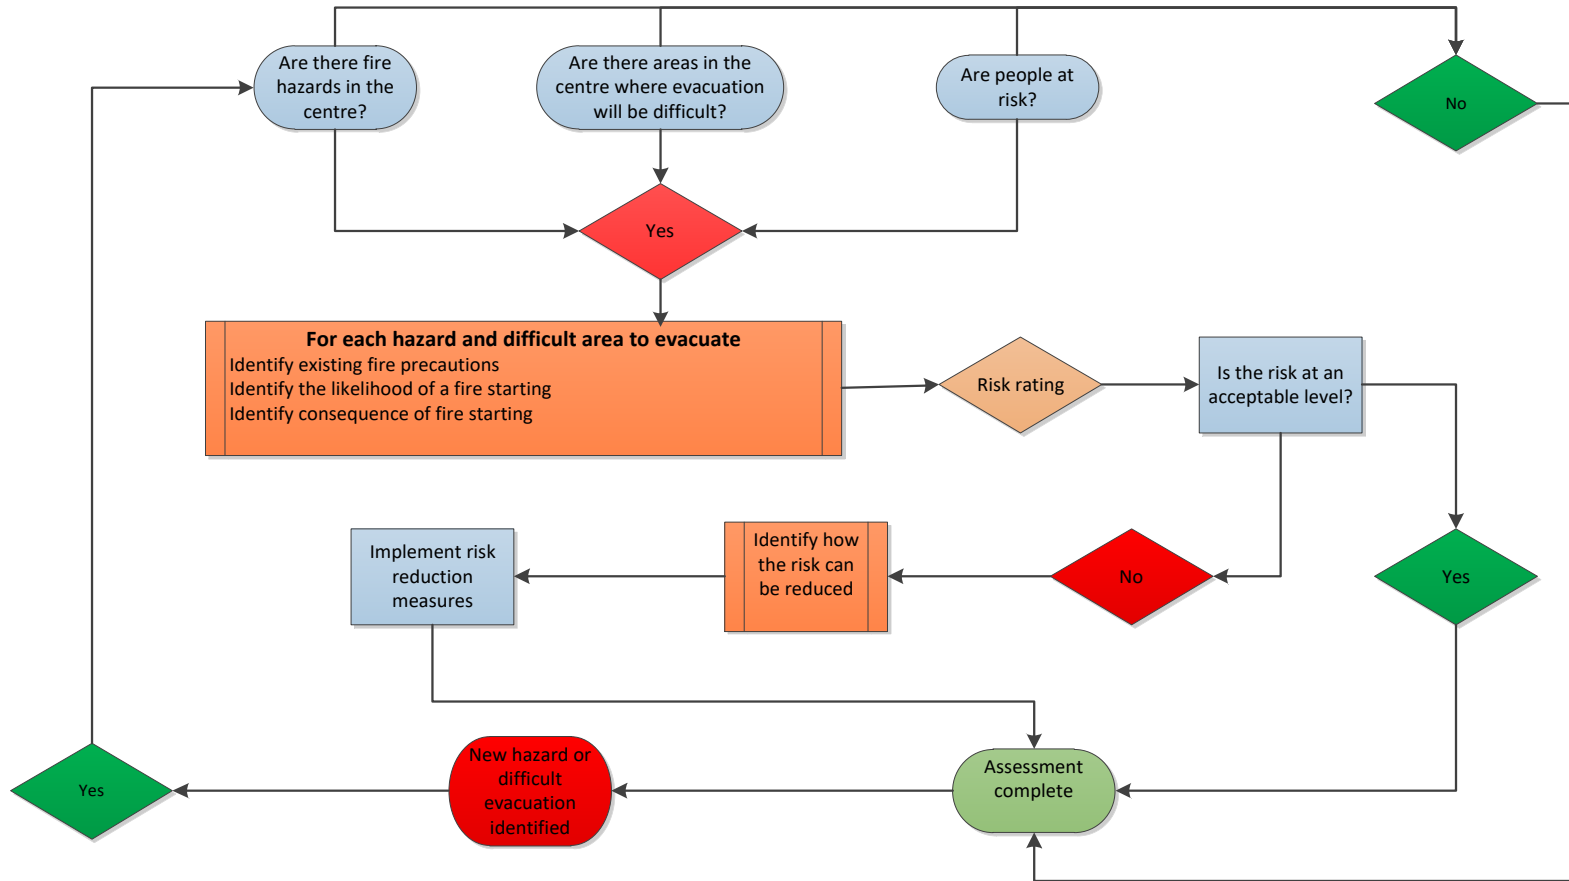 Are there fire
hazards in the
centre?
Are there areas in the
centre where evacuation
will be difficult?
Are people at
risk?
No
Yes
For each hazard and difficult area to evacuate
Identify existing fire precautions
Identify the likelihood of a fire starting
Identify consequence of fire starting
Risk rating
Is the risk at an
acceptable level?
Implement risk
reduction
measures
Identify how
the risk can
be reduced
No
Yes
Yes
New hazard or
difficult
evacuation
identified
Assessment
complete